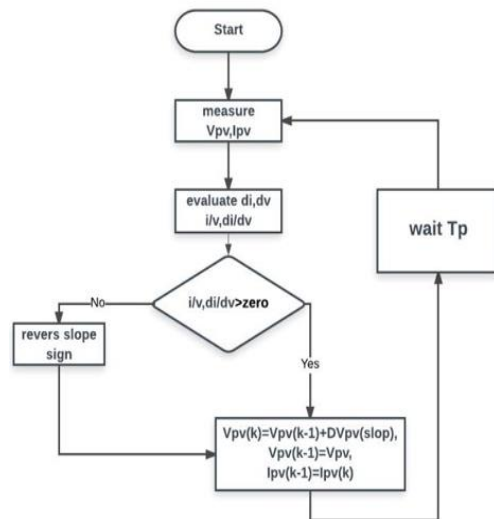 Start
measure
Vpv,Ipv
evaluate di,dv
i/v,di/dv
i/v,di/dv>zero
No
revers slope
sign
Yes
Vpv(k)=Vpv(k-1)+DVpv(slop),
Vpv(k-1)=Vpv,
Ipv(k-1)=Ipv(k)
wait Tp